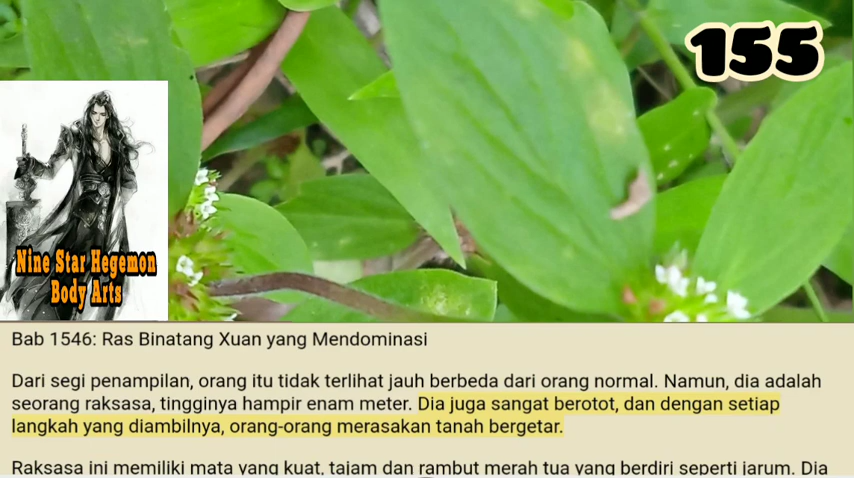 155
Nine Star Hegemon
Body Arts
Bab 1546: Ras Binatang Xuan yang Mendominasi
Dari segi penampilan, orang itu tidak terlihat jauh berbeda dari orang normal. Namun, dia adalah
seorang raksasa, tingginya hampir enam meter. Dia juga sangat berotot, dan dengan setiap
langkah yang diambilnya, orang-orang merasakan tanah bergetar.
Raksasa ini memiliki mata yang kuat, tajam dan rambut merah tua yang berdiri seperti jarum. Dia